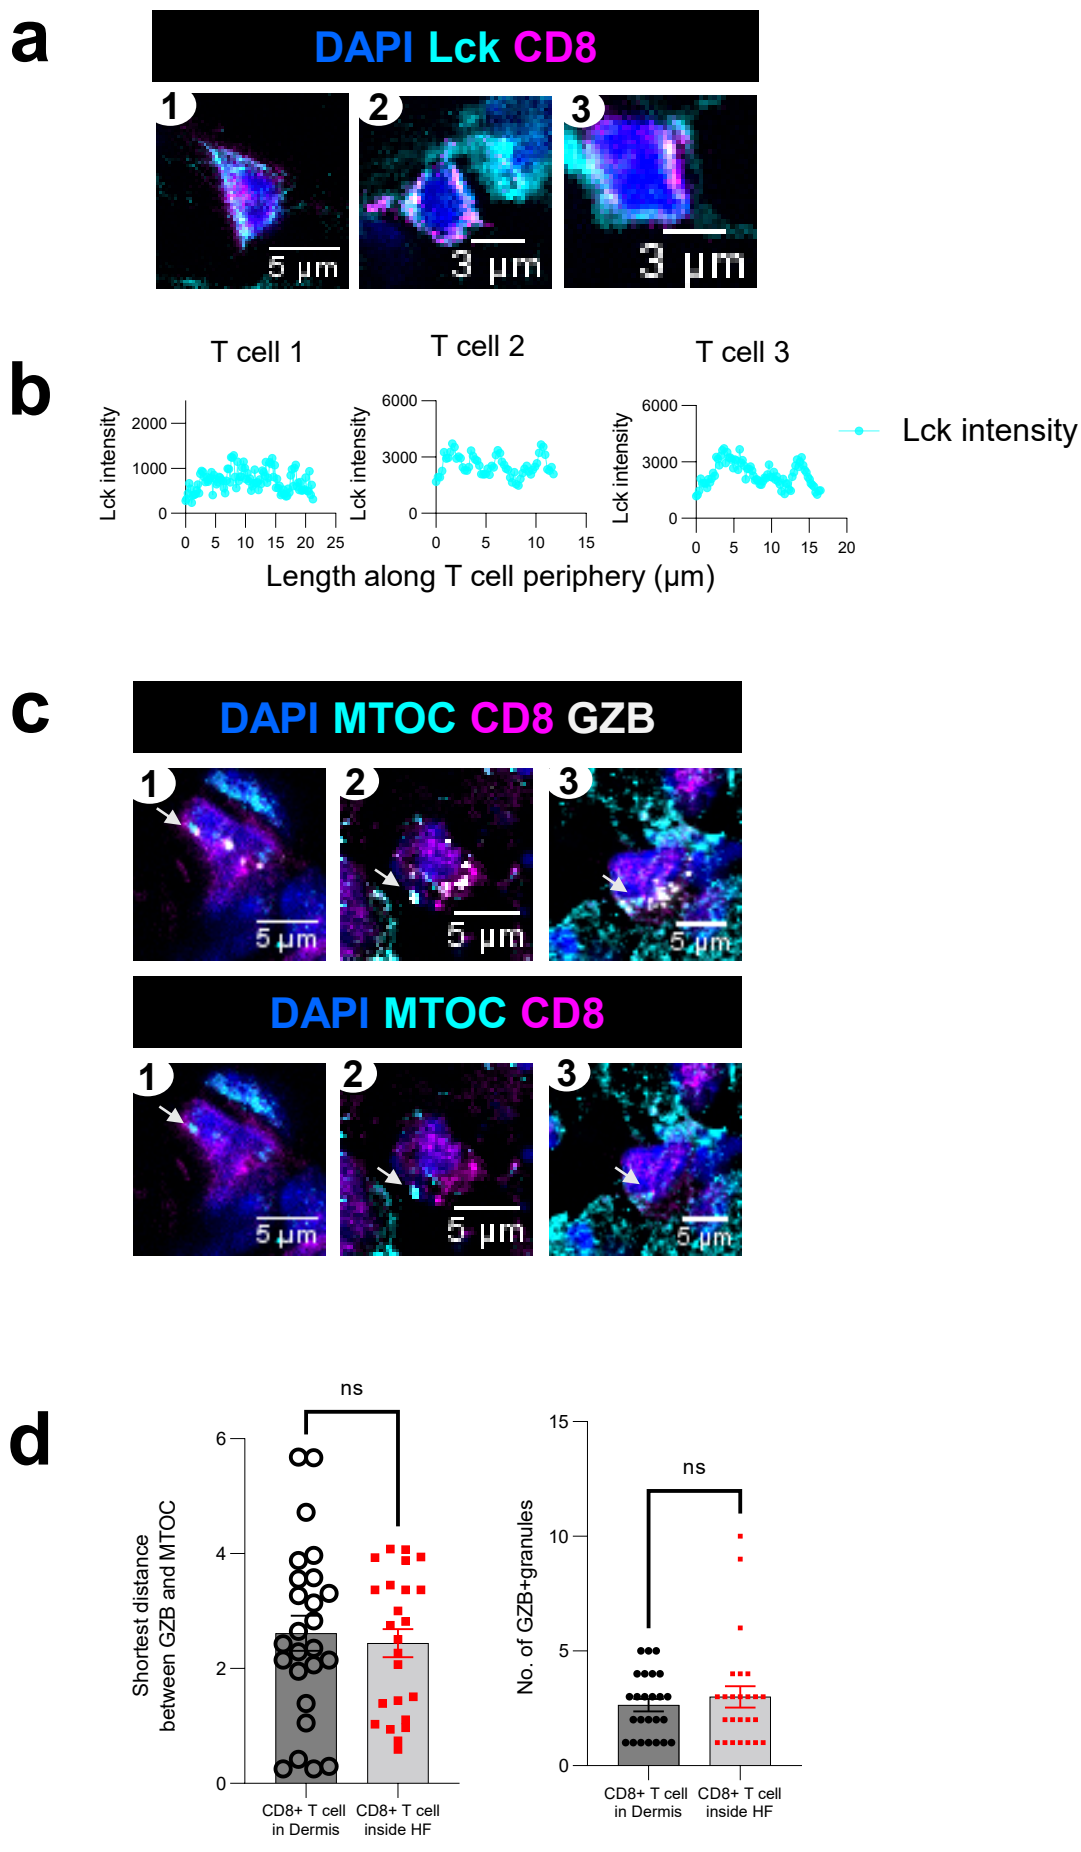 a
DAPI Lck CD8
1
2
3
5 µm
3 µm
3 µm
b
T cell 1
T cell 2
T cell 3
Lck intensity
2000
1000
0
0 5 10 15 20 25
Lck intensity
6000
3000
0
0 5 10 15
Lck intensity
6000
3000
0
0 5 10 15 20
Lck intensity
Length along T cell periphery (µm)
c
DAPI MTOC CD8 GZB
1
2
3
5 µm
5 µm
5 µm
DAPI MTOC CD8
1
2
3
5 µm
5 µm
5 µm
d
ns
Shortest distance
between GZB and MTOC
6
4
2
0
CD8+ T cell
in Dermis
CD8+ T cell
inside HF
ns
No. of GZB+granules
15
10
5
0
CD8+ T cell
in Dermis
CD8+ T cell
inside HF